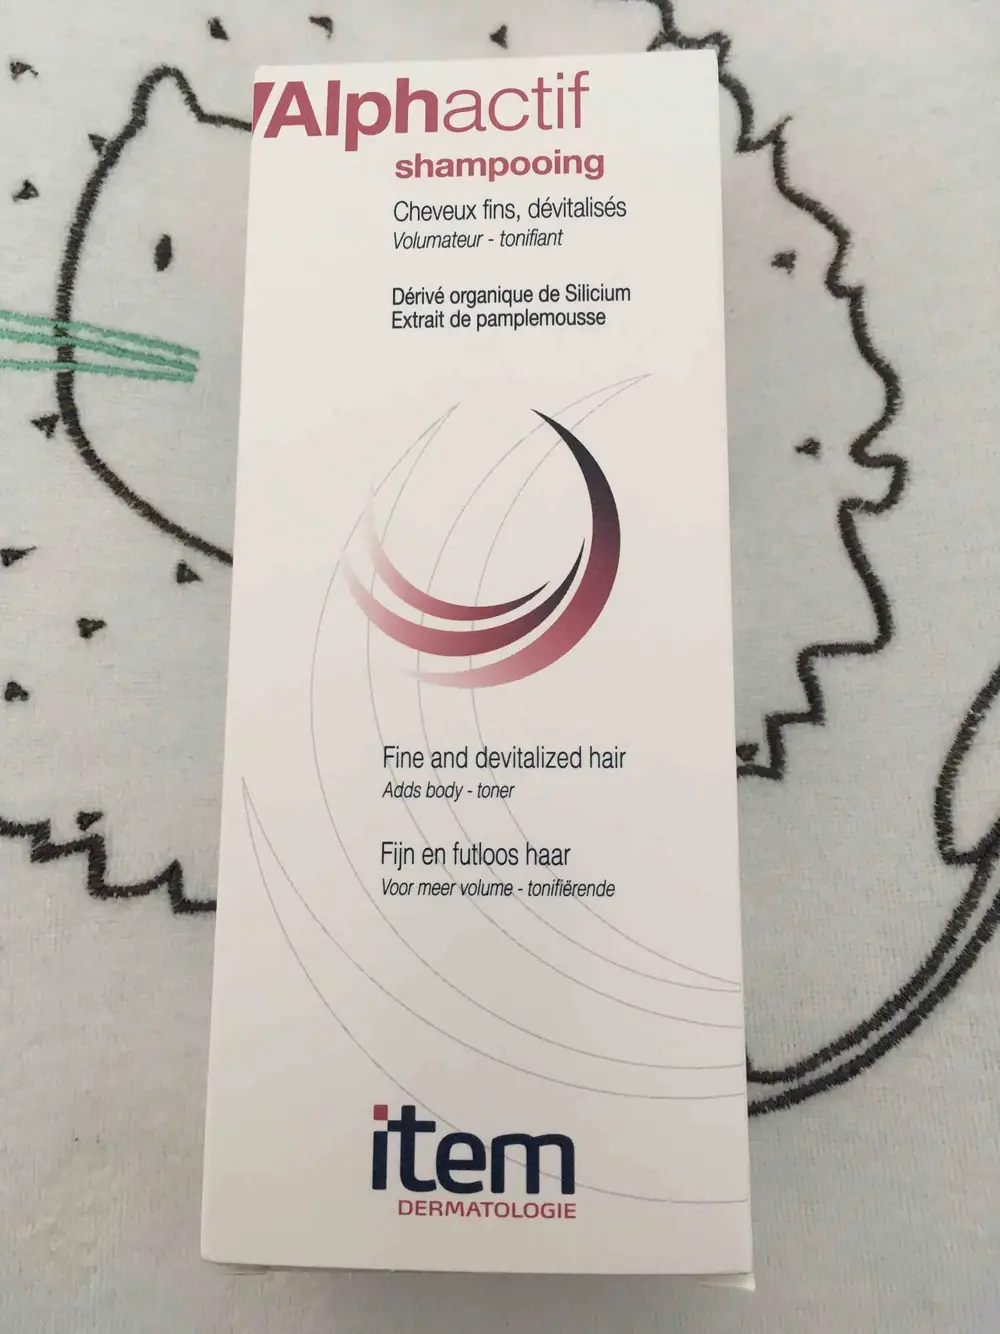 Alphactif
shampooing
Cheveux fins, dévitalisés
Volumateur - tonifiant
Dérivé organique de Silicium
Extrait de pamplemousse
Fine and devitalized hair
Adds body - toner
Fijn en futloos haar
Voor meer volume - tonifiërende
item
DERMATOLOGIE